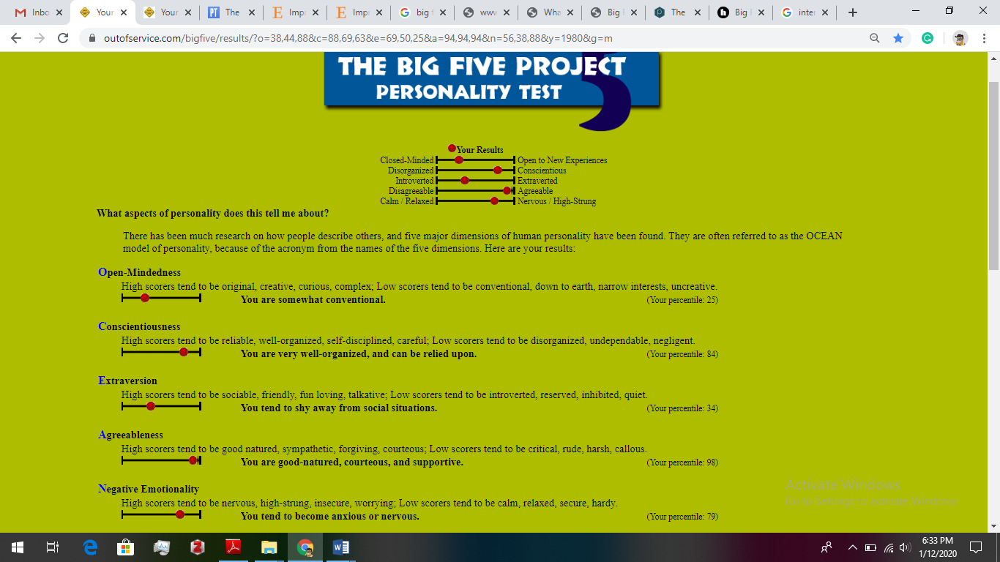 Inbo
Your
Your
PT The
E Impr
E Impr
big f
www
Wha
Big F
The
Big F
inter
outofservice.com/bigfive/results/?o=38,44,88&c=88,69,63&e=69,50,25&a=94,94,94&n=56,38,88&y=1980&g=m
THE BIG FIVE PROJECT
PERSONALITY TEST
5
Your Results
Closed-Minded Open to New Experiences
Disorganized Conscientious
Introverted Extraverted
Disagreeable Agreeable
Calm / Relaxed Nervous / High-Strung
What aspects of personality does this tell me about?
There has been much research on how people describe others, and five major dimensions of human personality have been found. They are often referred to as the OCEAN
model of personality, because of the acronym from the names of the five dimensions. Here are your results:
Open-Mindedness
High scorers tend to be original, creative, curious, complex; Low scorers tend to be conventional, down to earth, narrow interests, uncreative.
You are somewhat conventional. (Your percentile: 25)
Conscientiousness
High scorers tend to be reliable, well-organized, self-disciplined, careful; Low scorers tend to be disorganized, undependable, negligent.
You are very well-organized, and can be relied upon. (Your percentile: 84)
Extraversion
High scorers tend to be sociable, friendly, fun loving, talkative; Low scorers tend to be introverted, reserved, inhibited, quiet.
You tend to shy away from social situations. (Your percentile: 34)
Agreeableness
High scorers tend to be good natured, sympathetic, forgiving, courteous; Low scorers tend to be critical, rude, harsh, callous.
You are good-natured, courteous, and supportive. (Your percentile: 98)
Negative Emotionality
High scorers tend to be nervous, high-strung, insecure, worrying; Low scorers tend to be calm, relaxed, secure, hardy.
You tend to become anxious or nervous. (Your percentile: 79)
Activate Windows
Go to Settings to activate Windows.
6:33 PM
1/12/2020